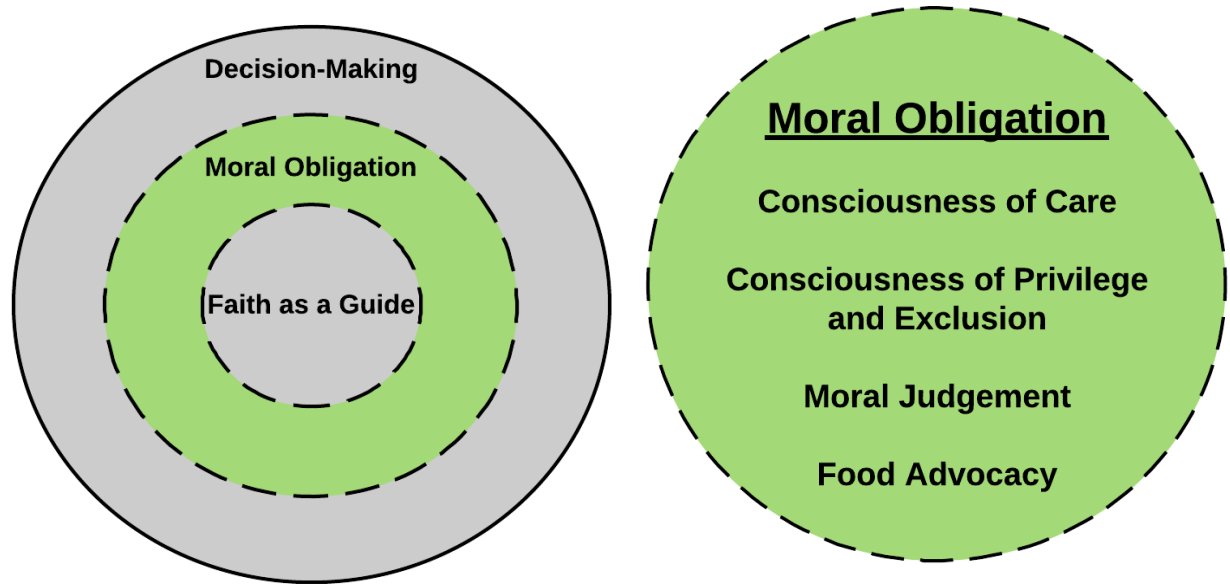 Decision-Making
Moral Obligation
Faith as a Guide
Moral Obligation
Consciousness of Care
Consciousness of Privilege
and Exclusion
Moral Judgement
Food Advocacy